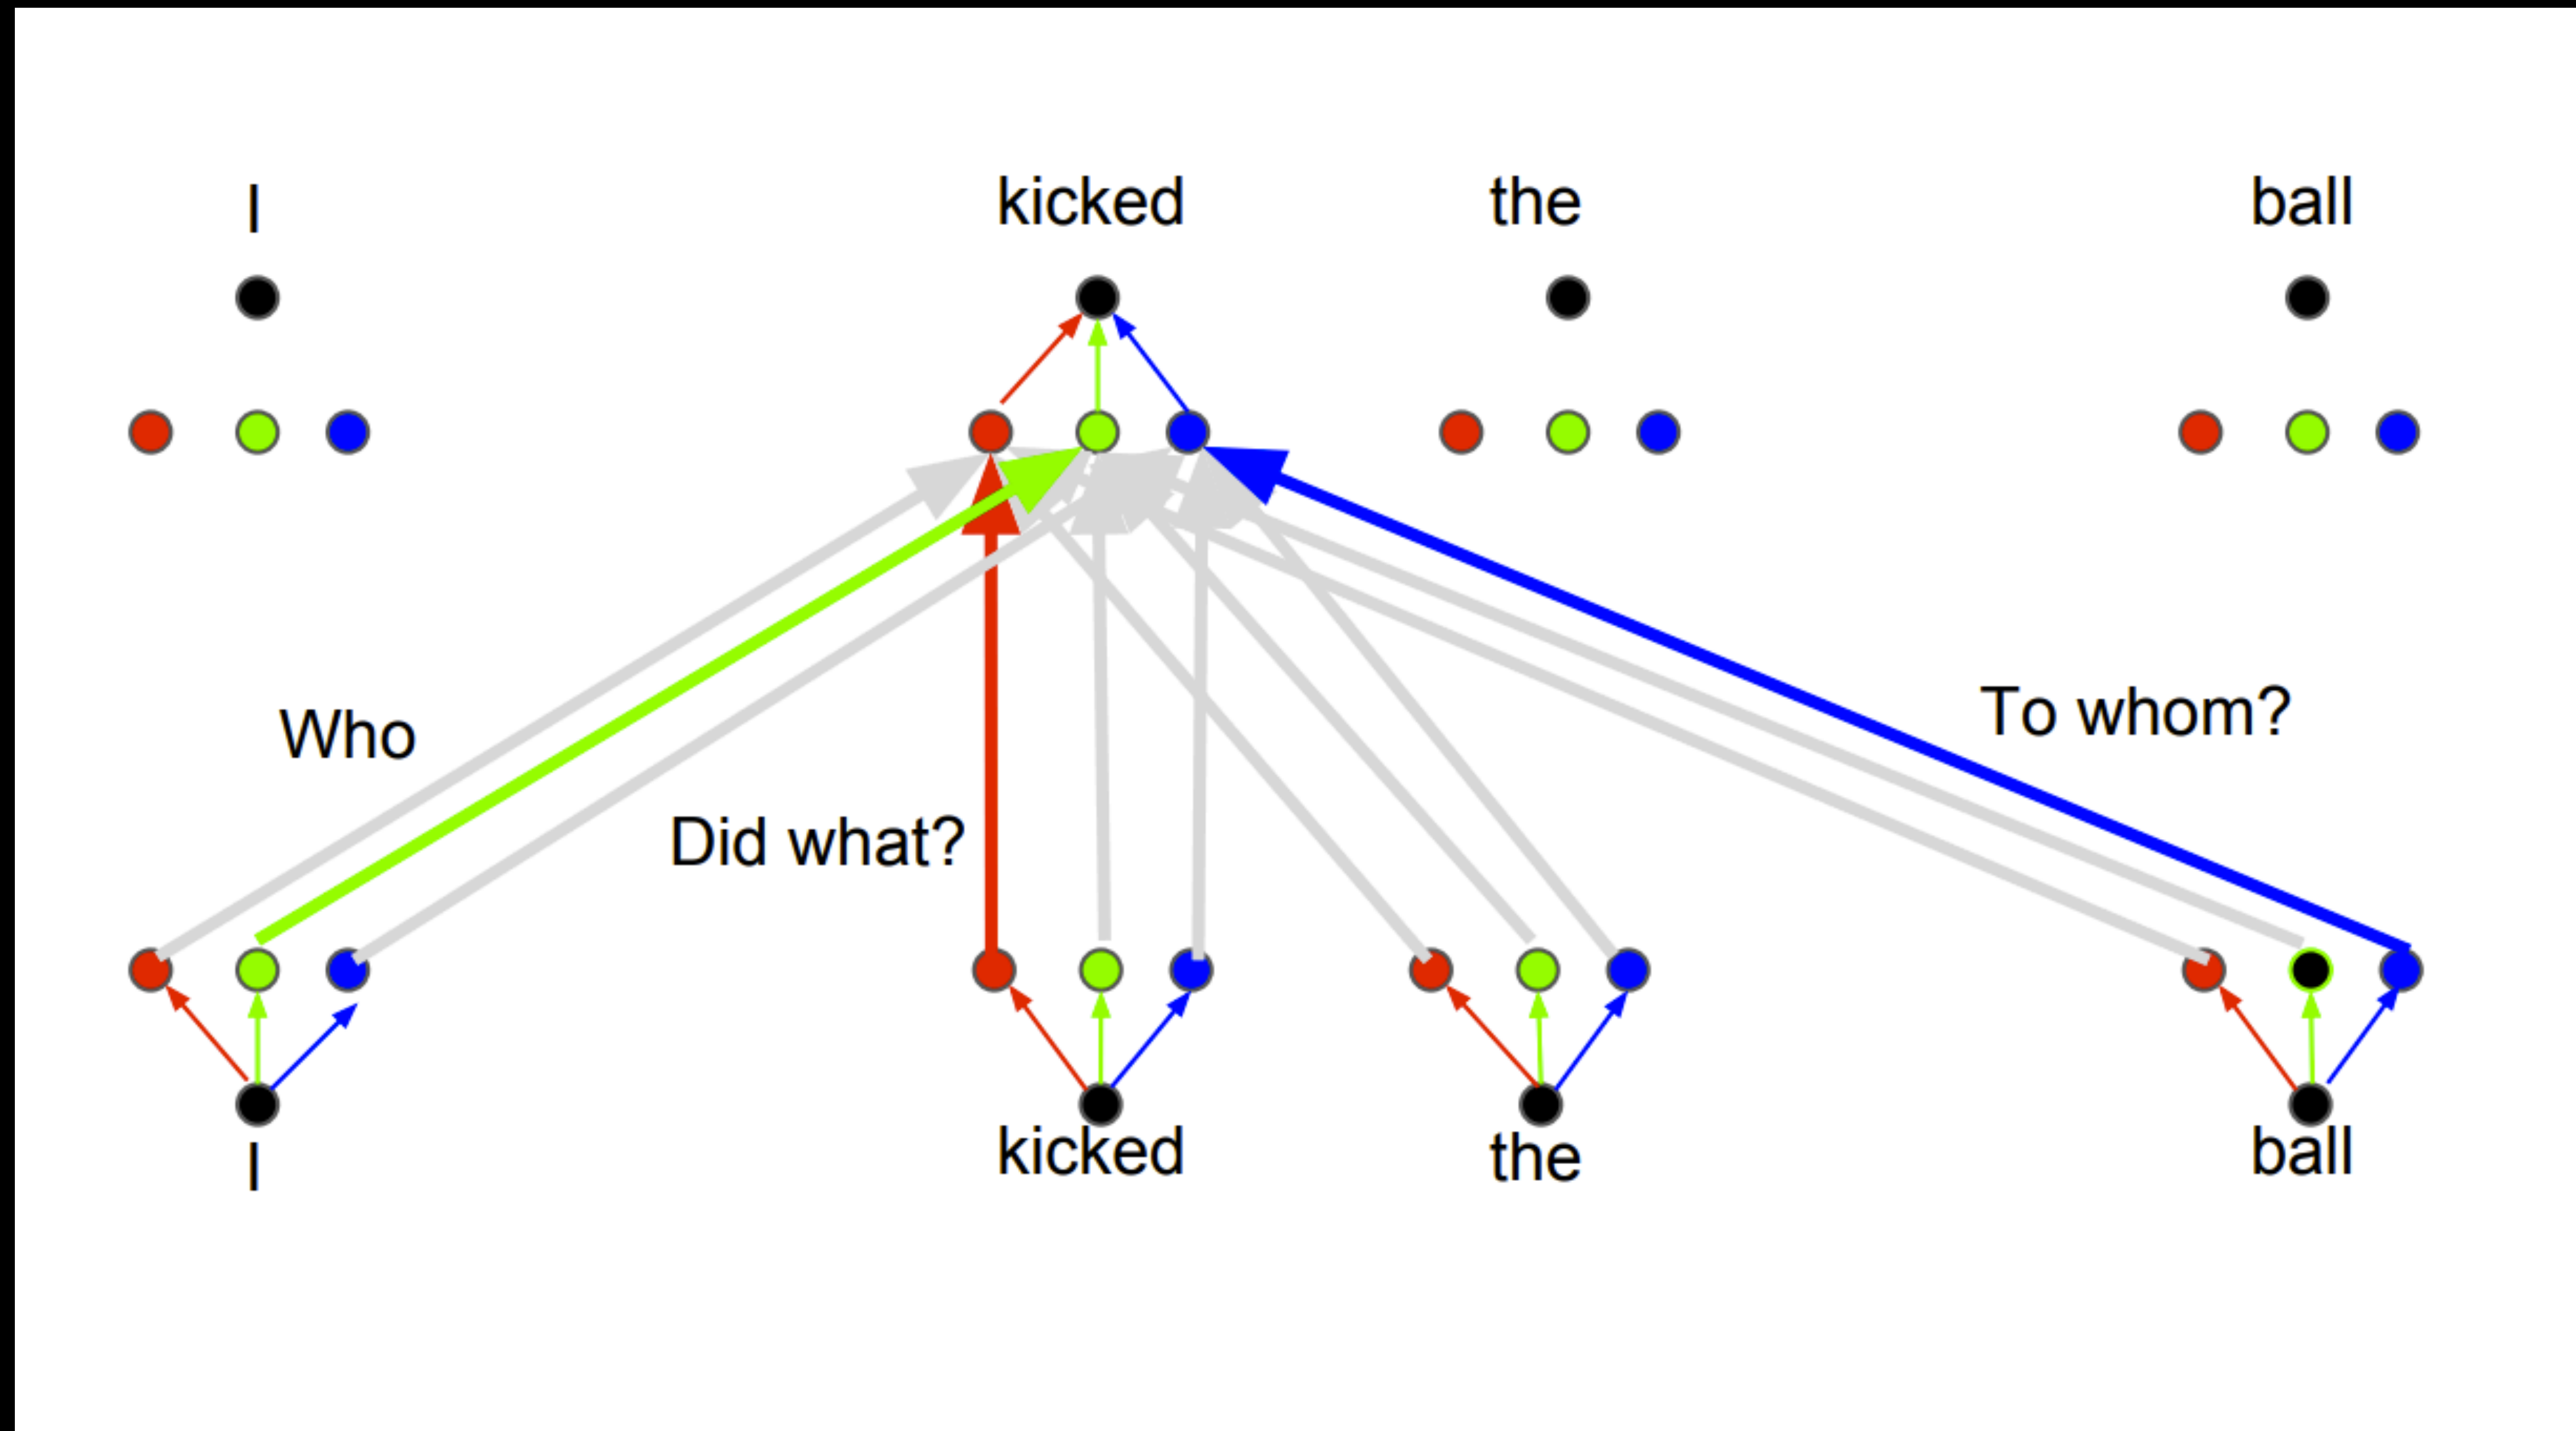 I kicked the ball
Who
To whom?
Did what?
I kicked the ball